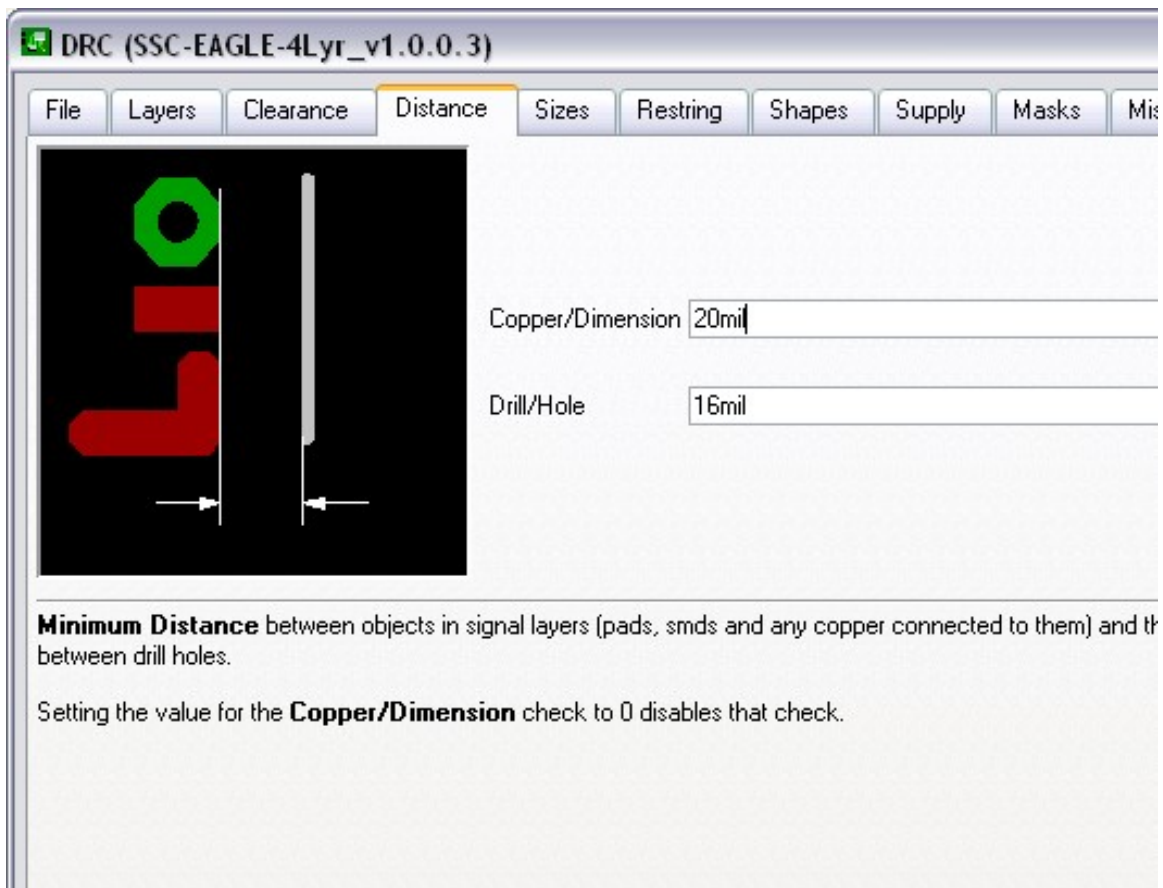 DRC (SSC-EAGLE-4Lyr_v1.0.0.3)
File Layers Clearance Distance Sizes Restring Shapes Supply Masks
Copper/Dimension 20mil
Drill/Hole 16mil
Minimum Distance between objects in signal layers (pads, smds and any copper connected to them) and
between drill holes.
Setting the value for the Copper/Dimension check to 0 disables that check.